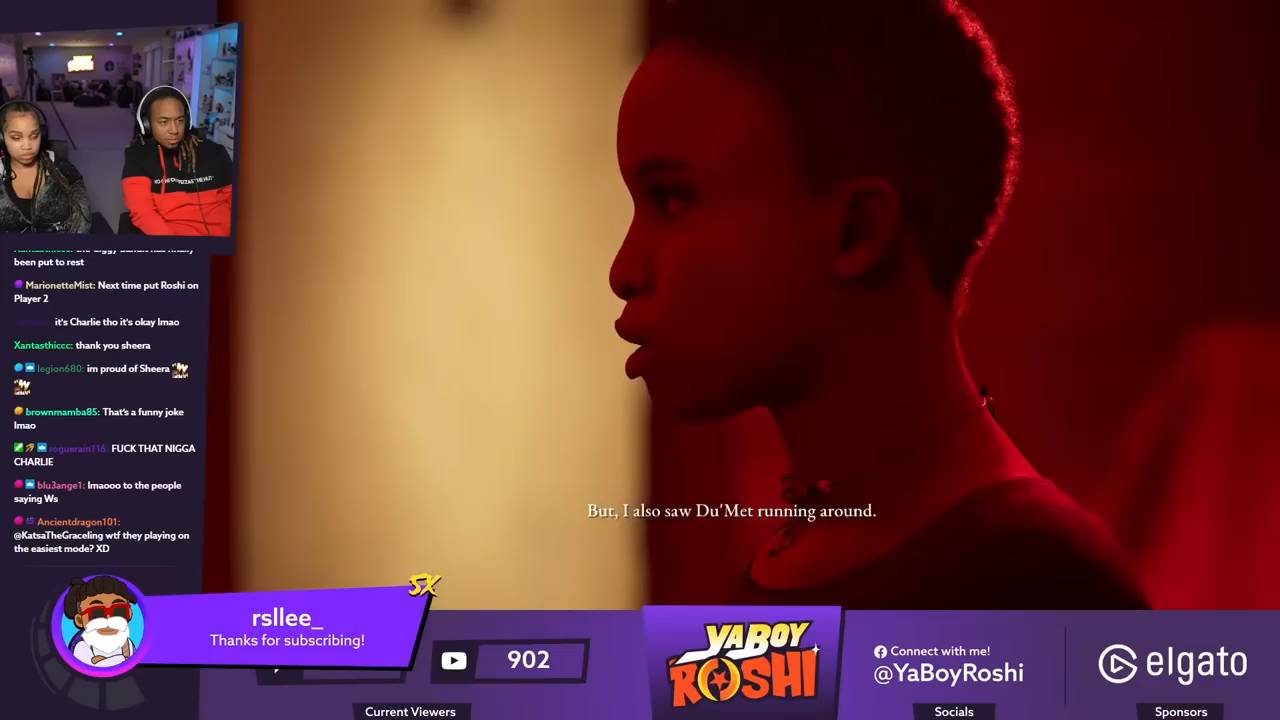 been put to rest
MarionetteMist: Next time put Roshi on
Player 2
it's Charlie tho it's okay lmao
Xantasthiccc: thank you sheera
legion680: im proud of Sheera
brownmamba85: That's a funny joke
lmao
roguerain116: FUCK THAT NIGGA
CHARLIE
blu3ange1: lmaooo to the people
saying Ws
Ancientdragon101:
@KatsaTheGraceling wtf they playing on
the easiest mode? XD
But, I also saw Du'Met running around.
5X
rsllee_
Thanks for subscribing!
902
Current Viewers
YABOY
ROSHI
Connect with me!
@YaBoyRoshi
Socials
elgato
Sponsors